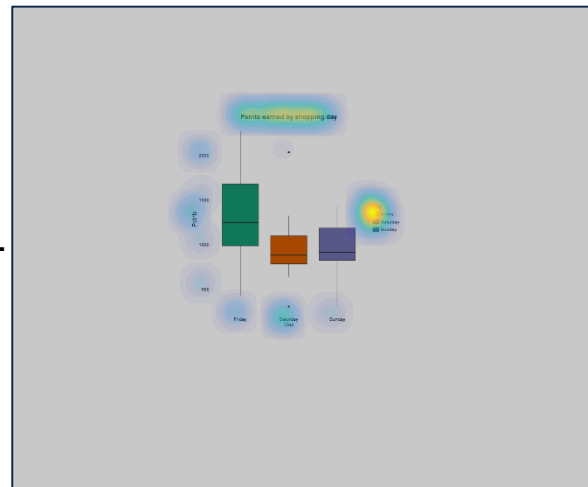 Points earned by shopping day
2000
1500
Points
1000
500
Friday
Saturday
Sunday
Friday
Saturday
Sunday
Day